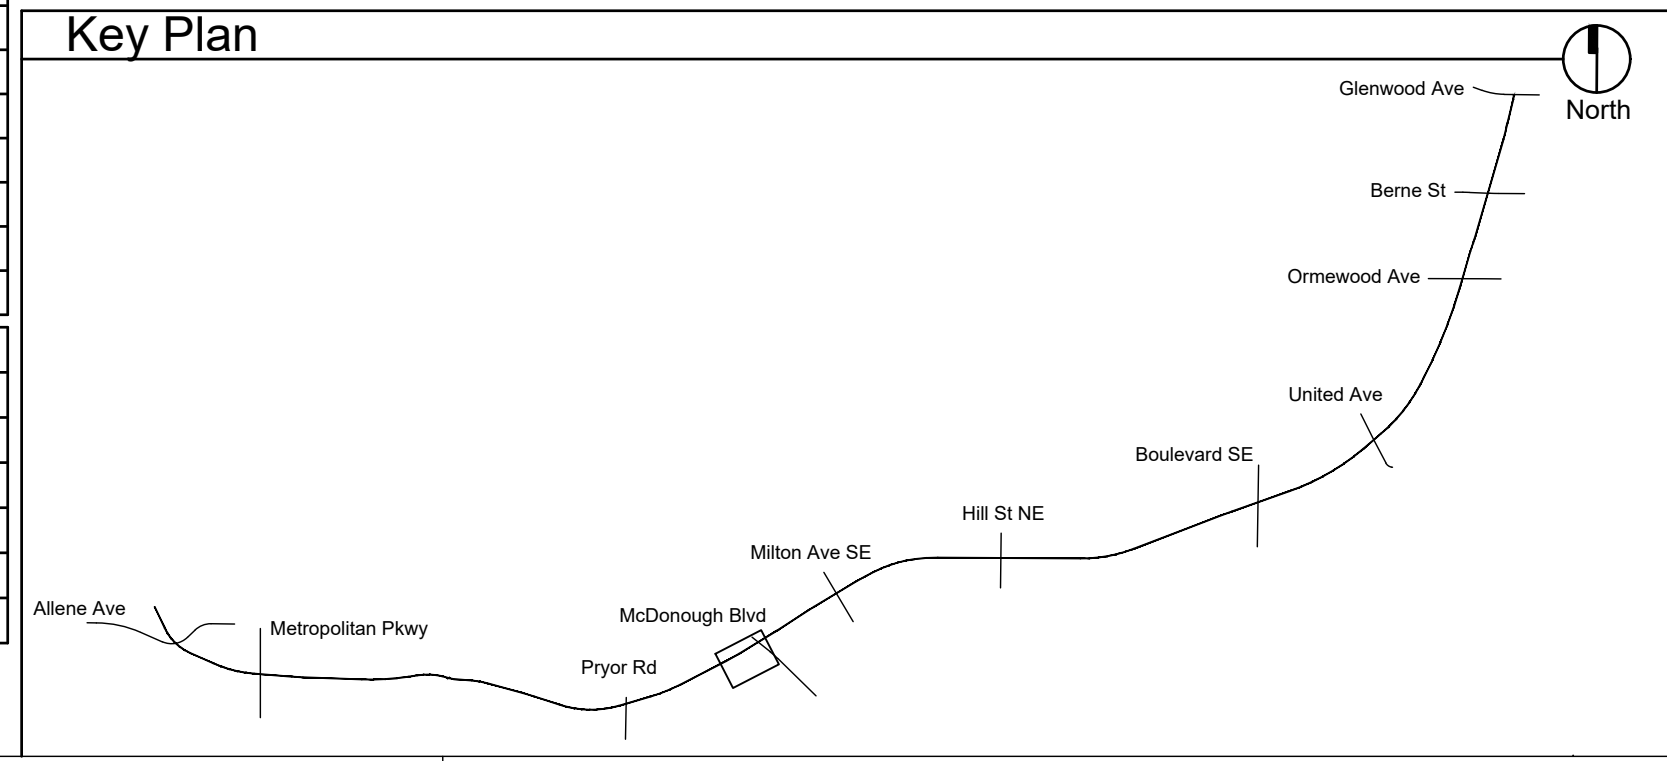 Key Plan
North
Glenwood Ave
Berne St
Ormewood Ave
United Ave
Boulevard SE
Hill St NE
Milton Ave SE
McDonough Blvd
Pryor Rd
Metropolitan Pkwy
Allene Ave